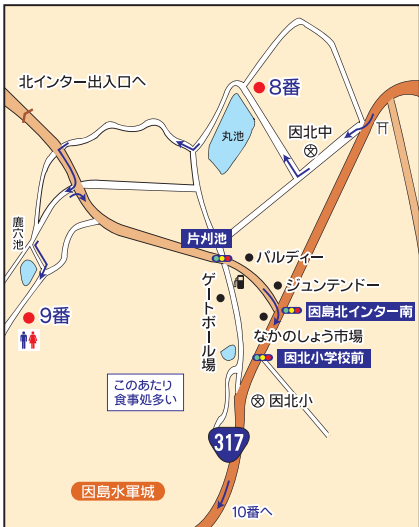 北インター出入口へ
8番
丸池
因北中
鹿穴池
片刈池
パルディー
ジュンテンドー
ゲートボール場
因島北インター南
9番
なかのしょう市場
因北小学校前
このあたり
食事処多い
因北小
317
因島水軍城
10番へ